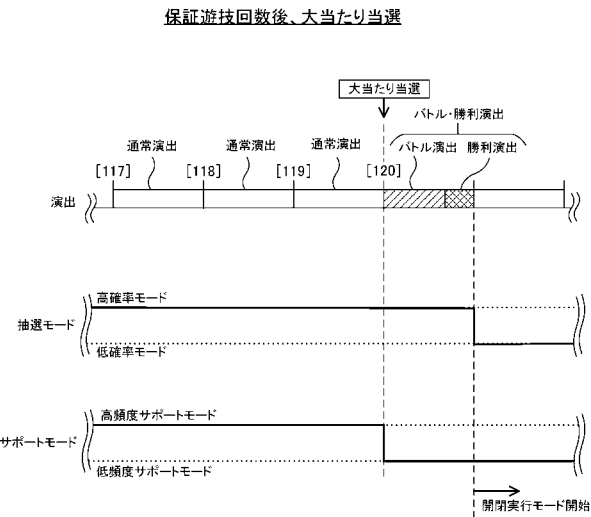 保証遊技回数後、大当たり当選
大当たり当選
バトル・勝利演出
通常演出 通常演出 通常演出 バトル演出 勝利演出
[117] [118] [119] [120]
演出
高確率モード
抽選モード
低確率モード
高頻度サポートモード
サポートモード
低頻度サポートモード
開閉実行モード開始